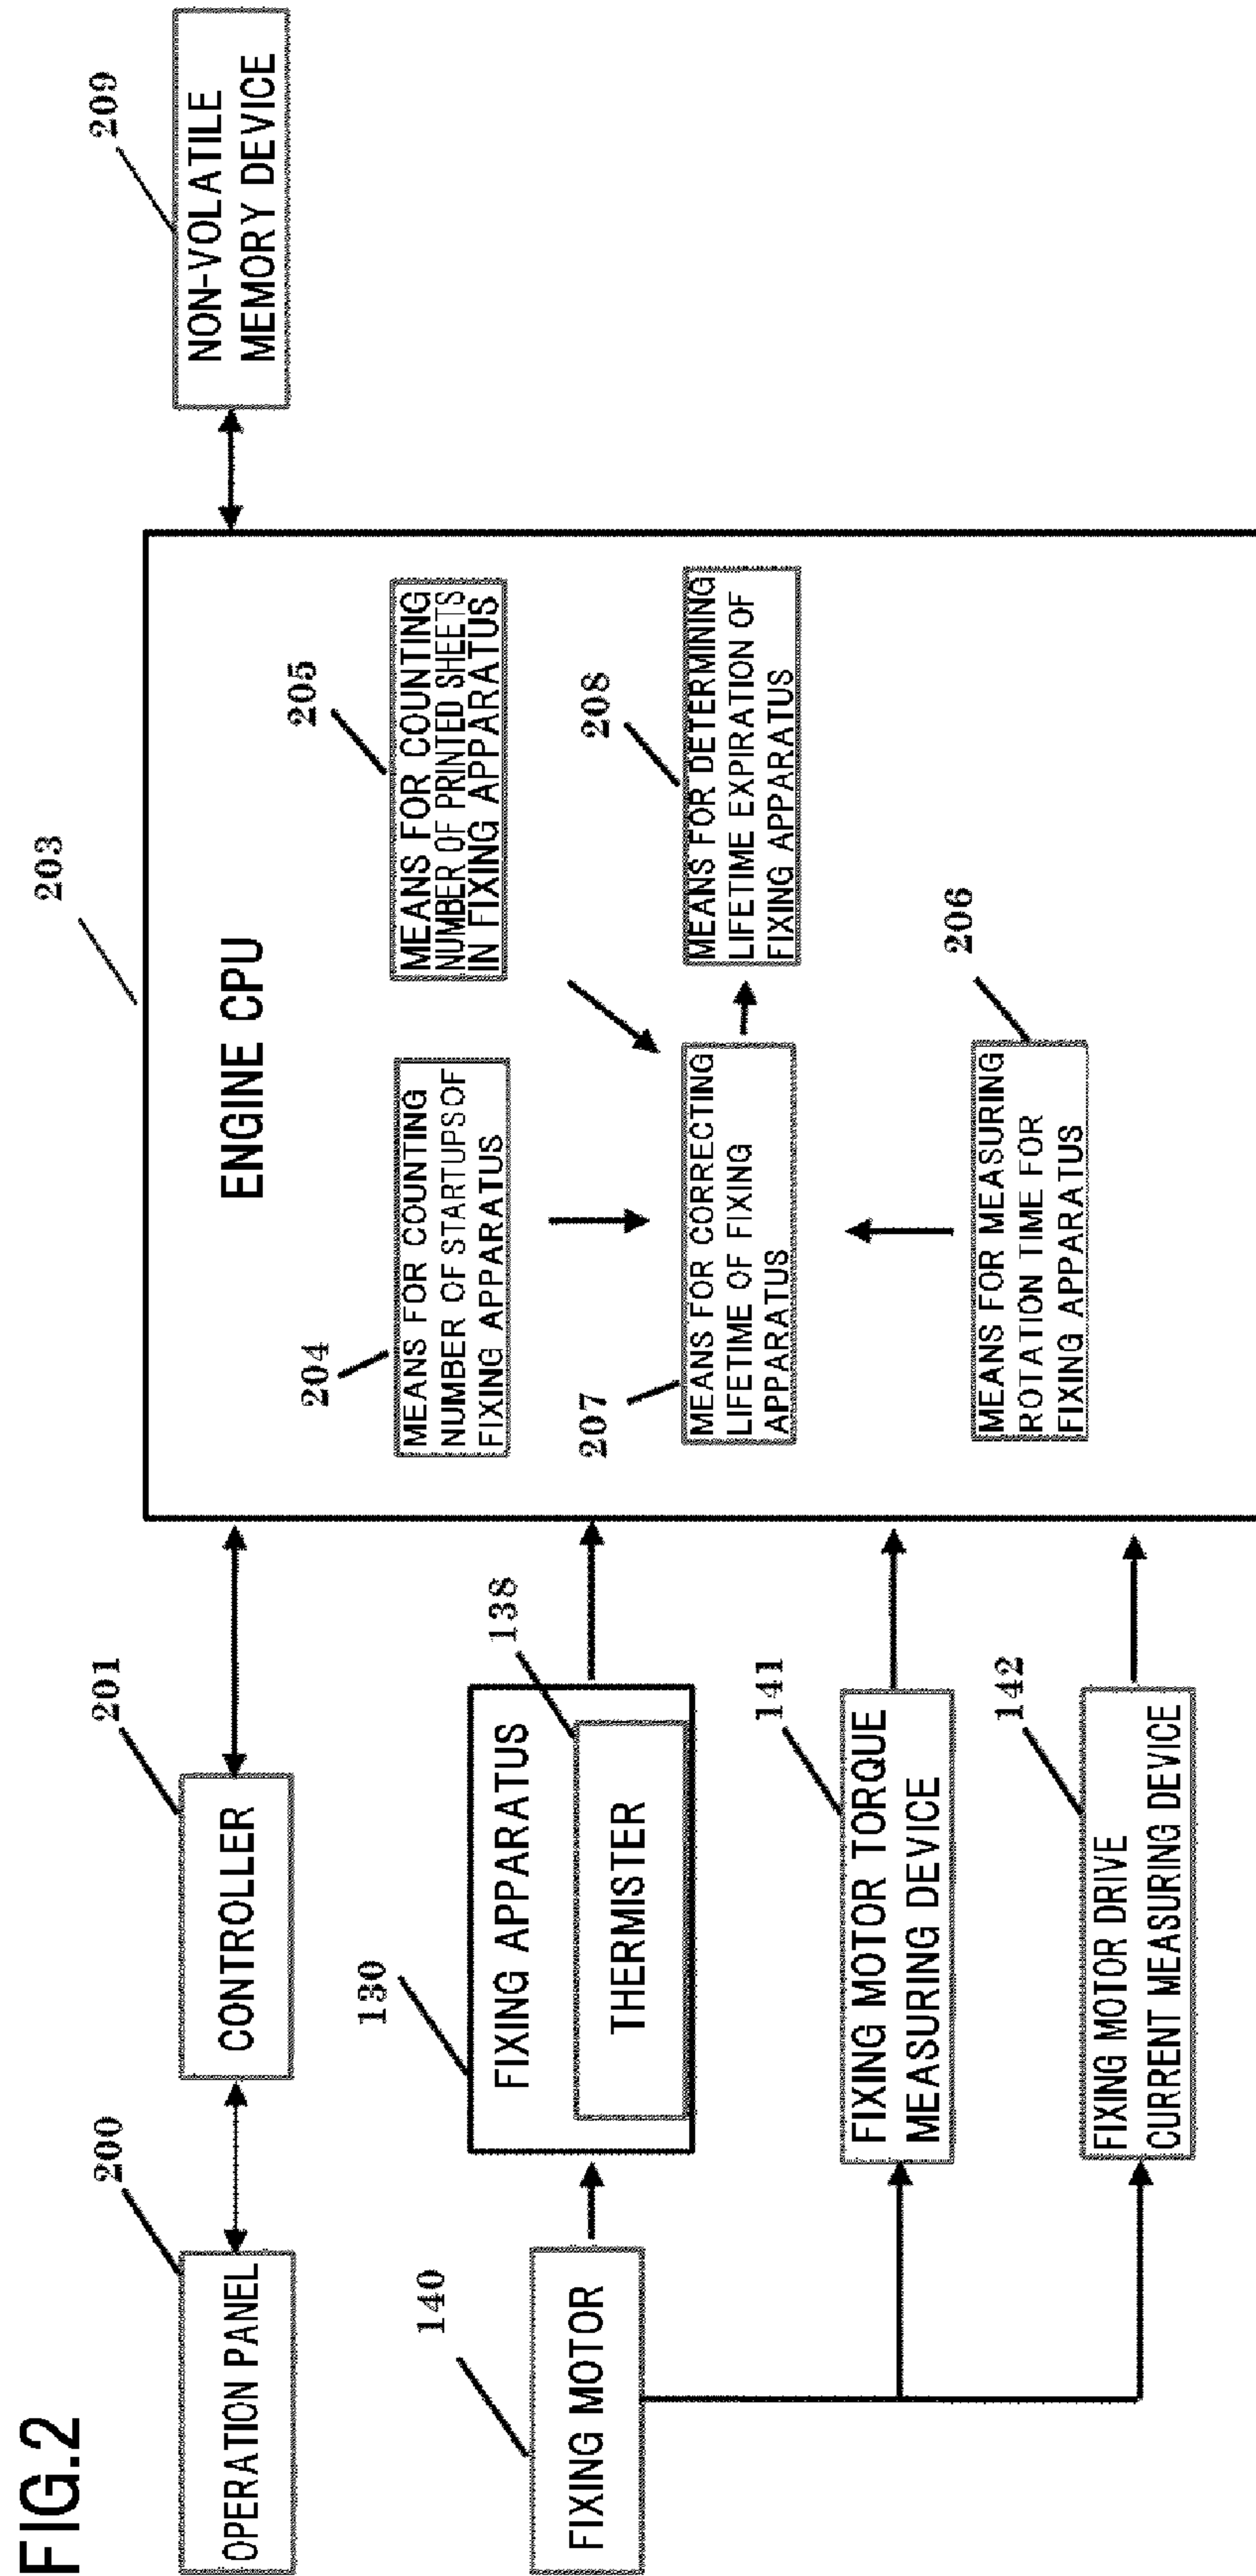 FIG.2
200
OPERATION PANEL
201
CONTROLLER
140
FIXING MOTOR
130
FIXING APPARATUS
138
THERMISTER
141
FIXING MOTOR TORQUE
MEASURING DEVICE
142
FIXING MOTOR DRIVE
CURRENT MEASURING DEVICE
203
ENGINE CPU
204
MEANS FOR COUNTING
NUMBER OF STARTUPS OF
FIXING APPARATUS
205
MEANS FOR COUNTING
NUMBER OF PRINTED SHEETS
IN FIXING APPARATUS
207
MEANS FOR CORRECTING
LIFETIME OF FIXING
APPARATUS
208
MEANS FOR DETERMINING
LIFETIME EXPIRATION OF
FIXING APPARATUS
206
MEANS FOR MEASURING
ROTATION TIME FOR
FIXING APPARATUS
209
NON-VOLATILE
MEMORY DEVICE